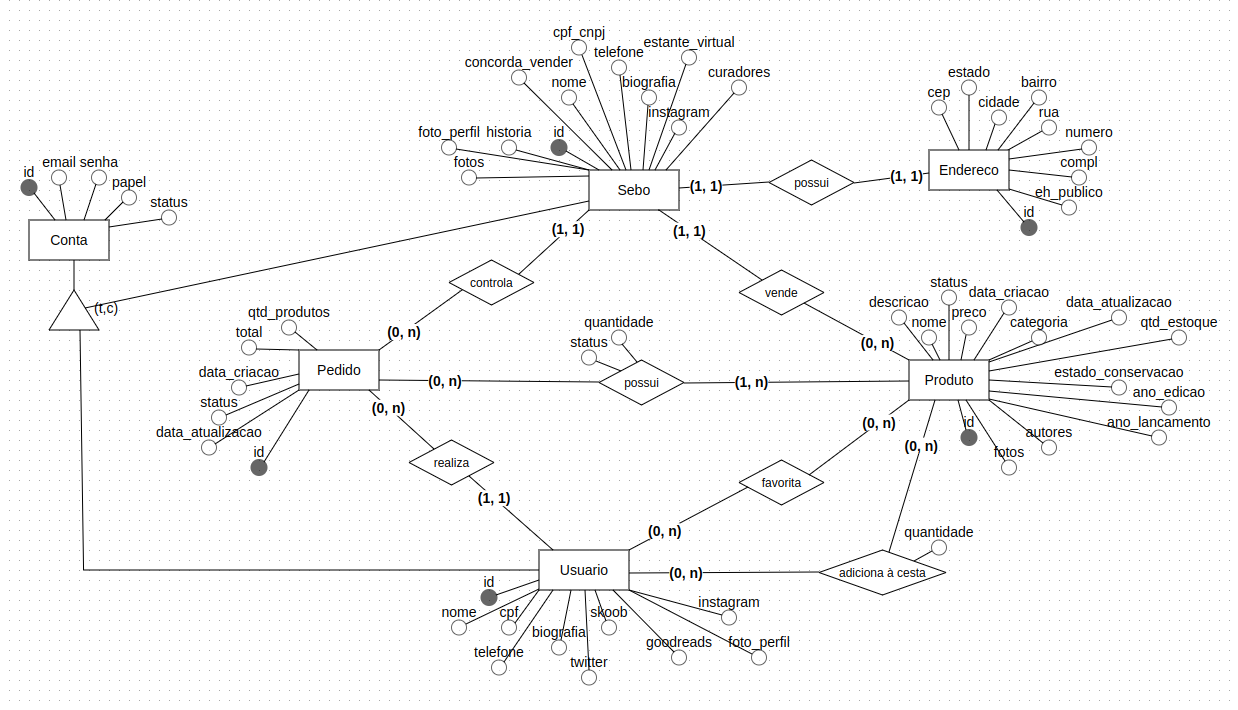 cpf_cnpj
estante_virtual
telefone
concorda_vender
curadores
nome
biografia
instagram
foto_perfil
historia
id
fotos
Sebo
(1, 1)
possui
(1, 1)
estado
cep
bairro
cidade
rua
numero
compl
eh_publico
id
Endereco
id
email
senha
papel
status
Conta
(t,c)
(1, 1)
controla
(0, n)
(1, 1)
vende
(0, n)
qtd_produtos
total
data_criacao
status
data_atualizacao
id
Pedido
(0, n)
quantidade
status
possui
(1, n)
status
descricao
data_criacao
nome
preco
data_atualizacao
categoria
qtd_estoque
estado_conservacao
ano_edicao
ano_lancamento
autores
fotos
id
Produto
(0, n)
realiza
(1, 1)
(0, n)
favorita
(0, n)
(0, n)
quantidade
adiciona à cesta
(0, n)
Usuario
id
nome
cpf
telefone
biografia
twitter
skoob
goodreads
instagram
foto_perfil